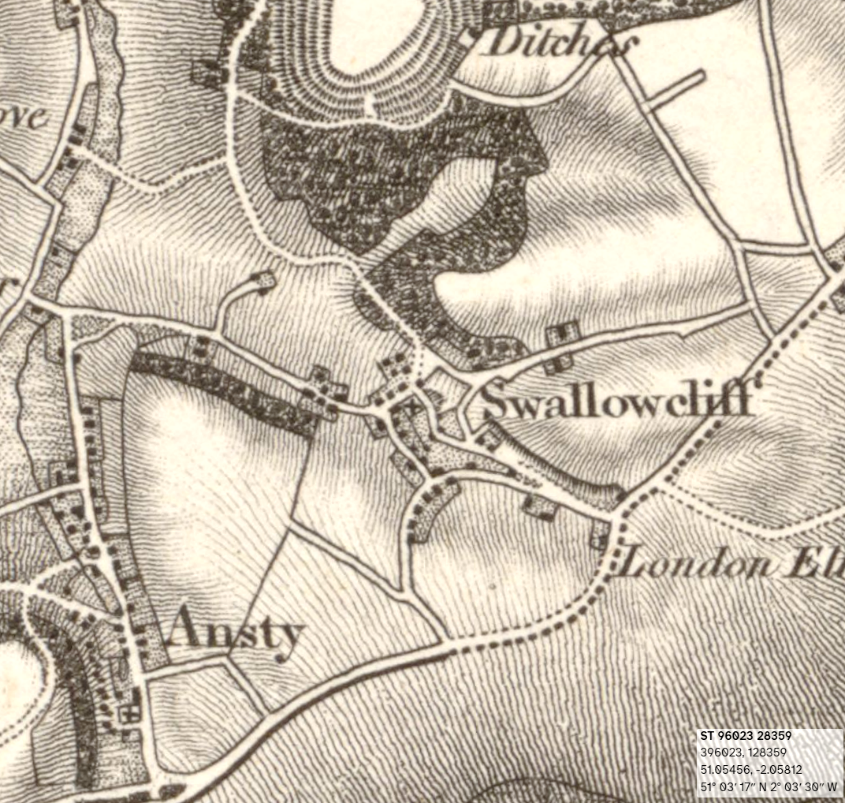 Ditches
ove
Swallowcliff
London El
Ansty
ST 96023 28359
396023, 128359
51.05456, -2.05812
51° 03' 17" N 2° 03' 30" W